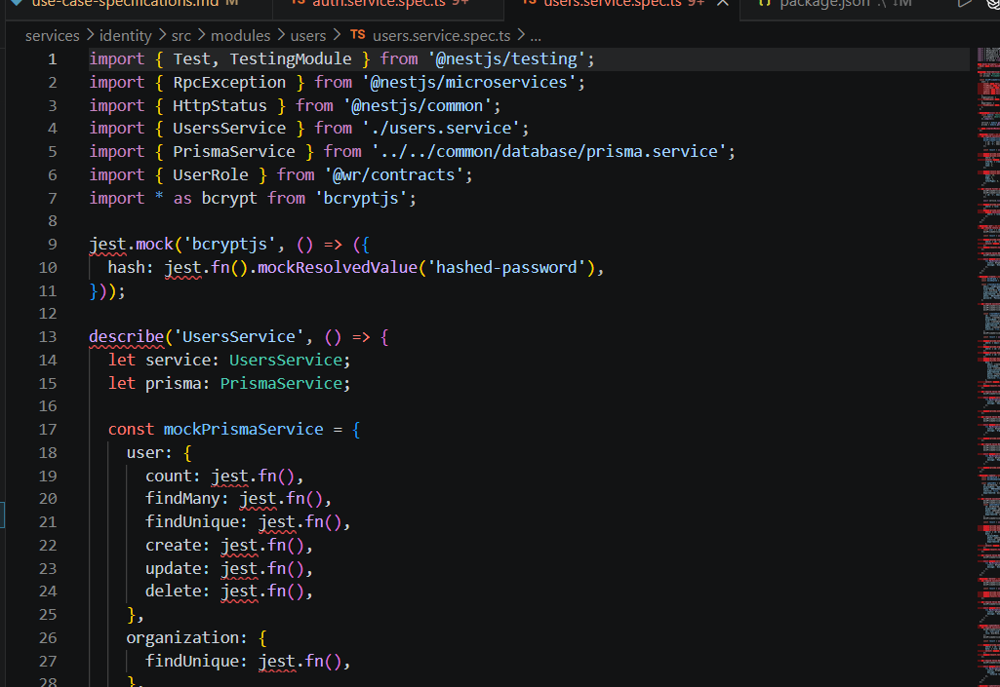 use-case-specifications.md M TS auth.service.spec.ts 9+ TS users.service.spec.ts 9+ package.json .\ 1M
services > identity > src > modules > users > TS users.service.spec.ts > ...
1 import { Test, TestingModule } from '@nestjs/testing';
2 import { RpcException } from '@nestjs/microservices';
3 import { HttpStatus } from '@nestjs/common';
4 import { UsersService } from './users.service';
5 import { PrismaService } from '../../common/database/prisma.service';
6 import { UserRole } from '@wr/contracts';
7 import * as bcrypt from 'bcryptjs';
8
9 jest.mock('bcryptjs', () => ({
10   hash: jest.fn().mockResolvedValue('hashed-password'),
11 }));
12
13 describe('UsersService', () => {
14   let service: UsersService;
15   let prisma: PrismaService;
16
17   const mockPrismaService = {
18     user: {
19       count: jest.fn(),
20       findMany: jest.fn(),
21       findUnique: jest.fn(),
22       create: jest.fn(),
23       update: jest.fn(),
24       delete: jest.fn(),
25     },
26     organization: {
27       findUnique: jest.fn(),
28     },